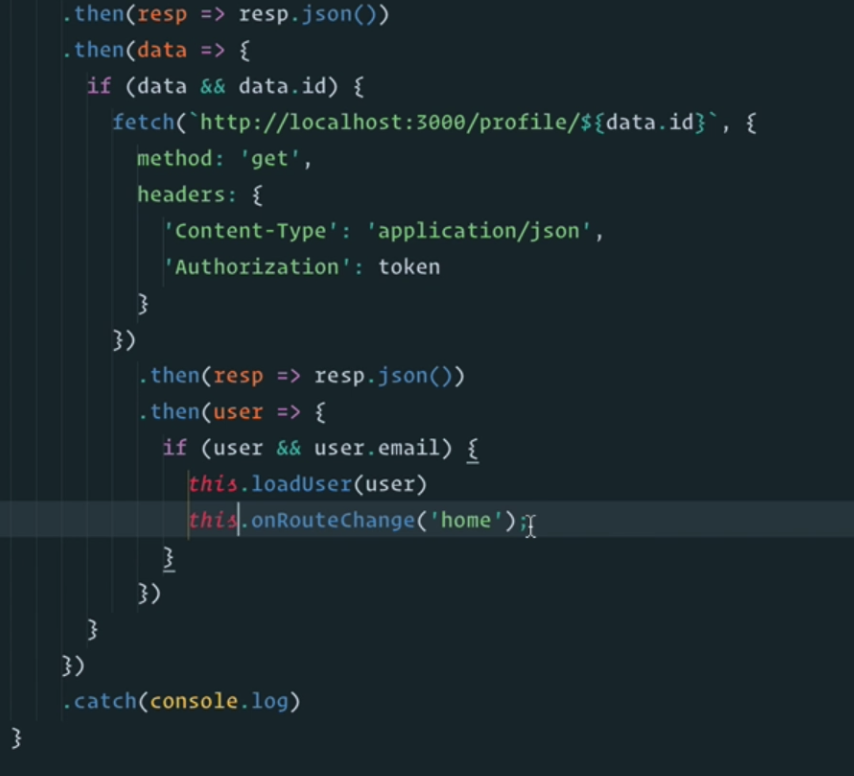 .then(resp => resp.json())
.then(data => {
if (data && data.id) {
fetch(`http://localhost:3000/profile/${data.id}`, {
method: 'get',
headers: {
'Content-Type': 'application/json',
'Authorization': token
}
})
.then(resp => resp.json())
.then(user => {
if (user && user.email) {
this.loadUser(user)
this.onRouteChange('home');
}
})
}
})
.catch(console.log)
}